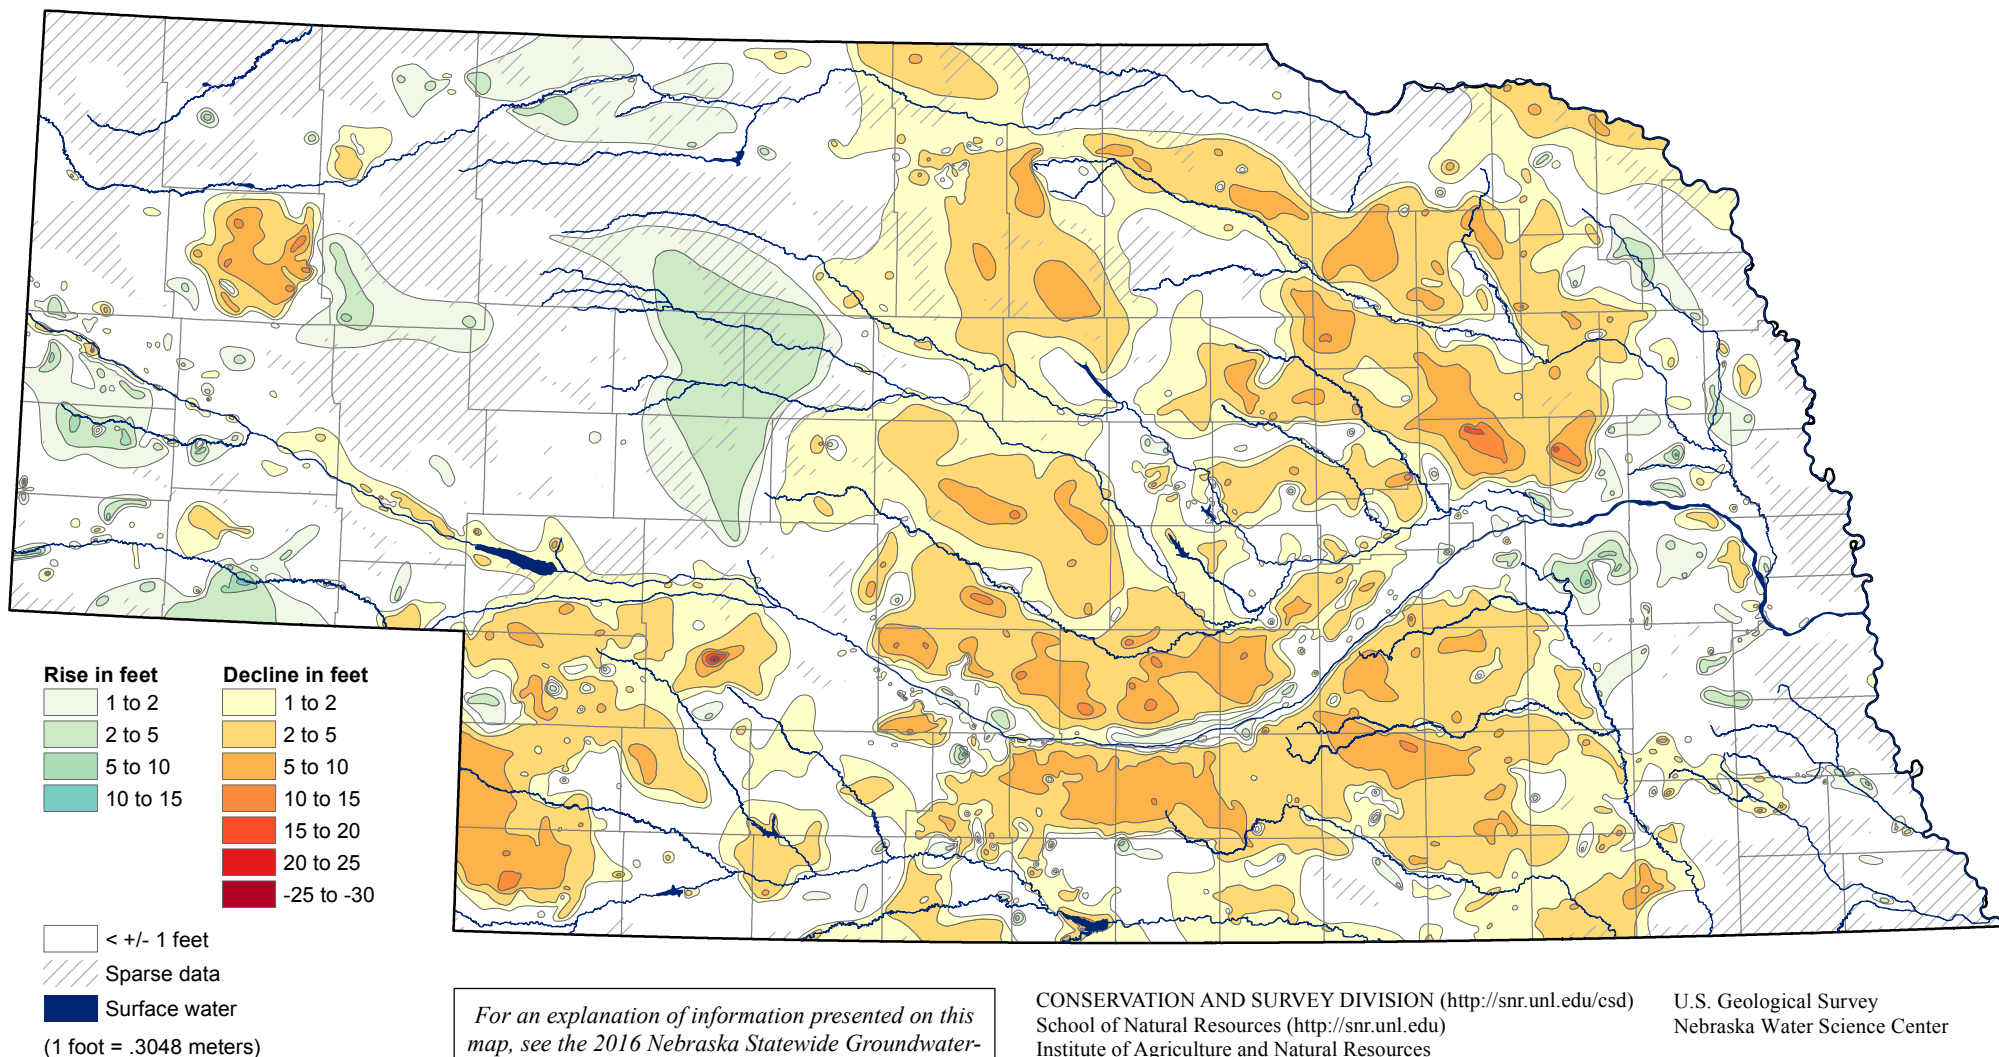 Rise in feet
1 to 2
2 to 5
5 to 10
10 to 15
Decline in feet
1 to 2
2 to 5
5 to 10
10 to 15
15 to 20
20 to 25
-25 to -30
< +/- 1 feet
Sparse data
Surface water
(1 foot = .3048 meters)
For an explanation of information presented on this
map, see the 2016 Nebraska Statewide Groundwater-
CONSERVATION AND SURVEY DIVISION (http://snr.unl.edu/csd)
School of Natural Resources (http://snr.unl.edu)
Institute of Agriculture and Natural Resources
U.S. Geological Survey
Nebraska Water Science Center